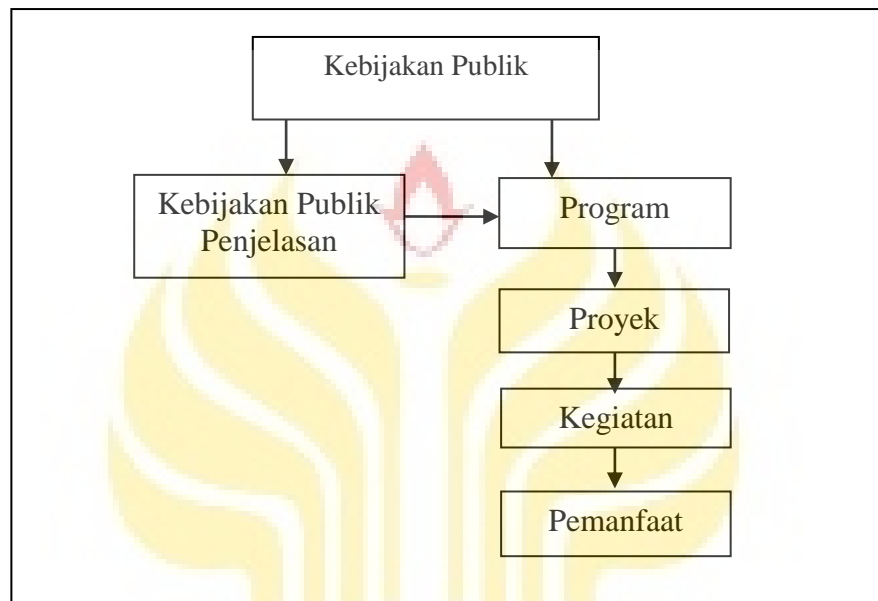 Kebijakan Publik
Kebijakan Publik
Penjelasan
Program
Proyek
Kegiatan
Pemanfaat